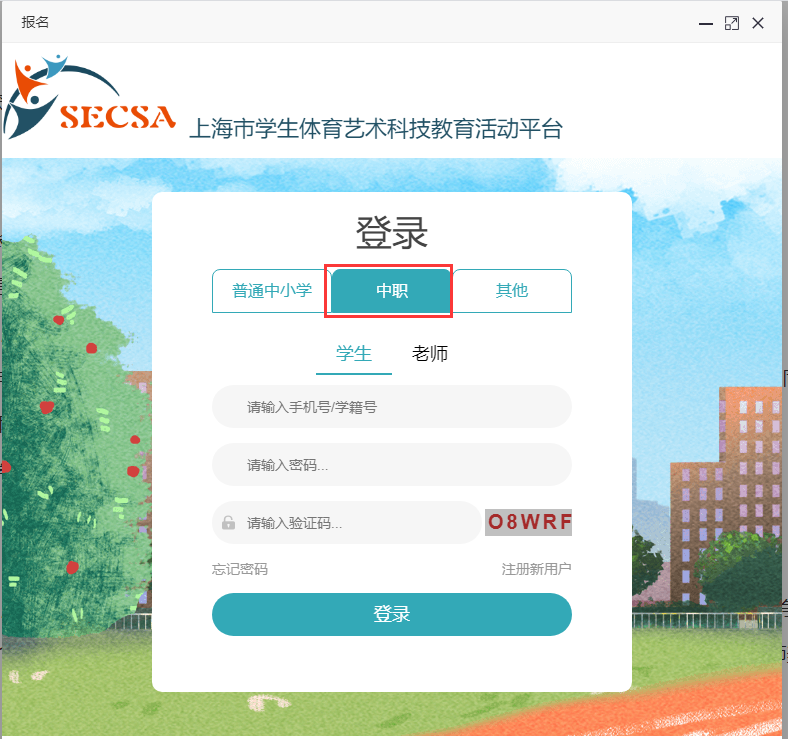 报名
SECSA 上海市学生体育艺术科技教育活动平台
登录
普通中小学 中职 其他
学生 老师
请输入手机号/学籍号
请输入密码...
请输入验证码... O8WRF
忘记密码 注册新用户
登录